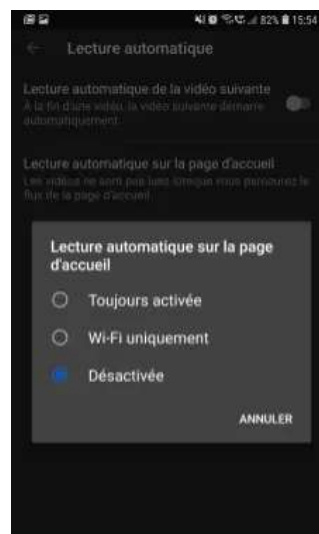 82% 15:54
Lecture automatique
Lecture automatique de la vidéo suivante
À la fin d'une vidéo, la vidéo suivante démarre
automatiquement.
Lecture automatique sur la page d'accueil
Les vidéos ne sont pas lues lorsque vous parcourez le
flux de la page d'accueil.
Lecture automatique sur la page
d'accueil
Toujours activée
Wi-Fi uniquement
Désactivée
ANNULER